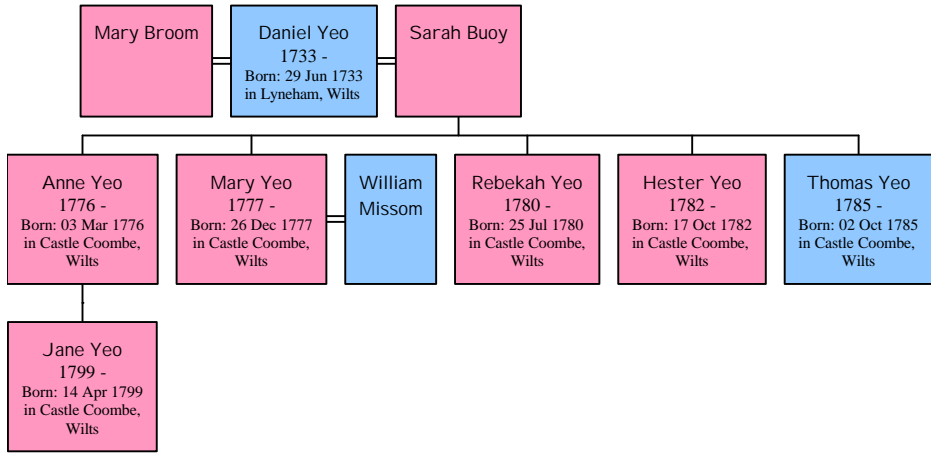 Mary Broom
Daniel Yeo
1733 -
Born: 29 Jun 1733
in Lyneham, Wilts
Sarah Buoy
Anne Yeo
1776 -
Born: 03 Mar 1776
in Castle Coombe,
Wilts
Mary Yeo
1777 -
Born: 26 Dec 1777
in Castle Coombe,
Wilts
William
Missom
Rebekah Yeo
1780 -
Born: 25 Jul 1780
in Castle Coombe,
Wilts
Hester Yeo
1782 -
Born: 17 Oct 1782
in Castle Coombe,
Wilts
Thomas Yeo
1785 -
Born: 02 Oct 1785
in Castle Coombe,
Wilts
Jane Yeo
1799 -
Born: 14 Apr 1799
in Castle Coombe,
Wilts